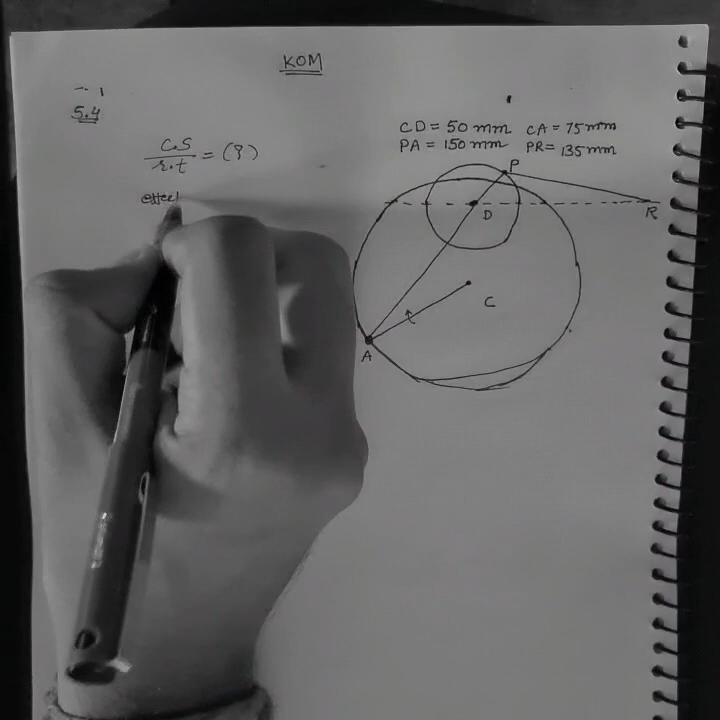 KOM
5.4
C.S
r.t = (?)
CD = 50 mm CA = 75 mm
PA = 150 mm PR = 135 mm
P
D
R
C
A